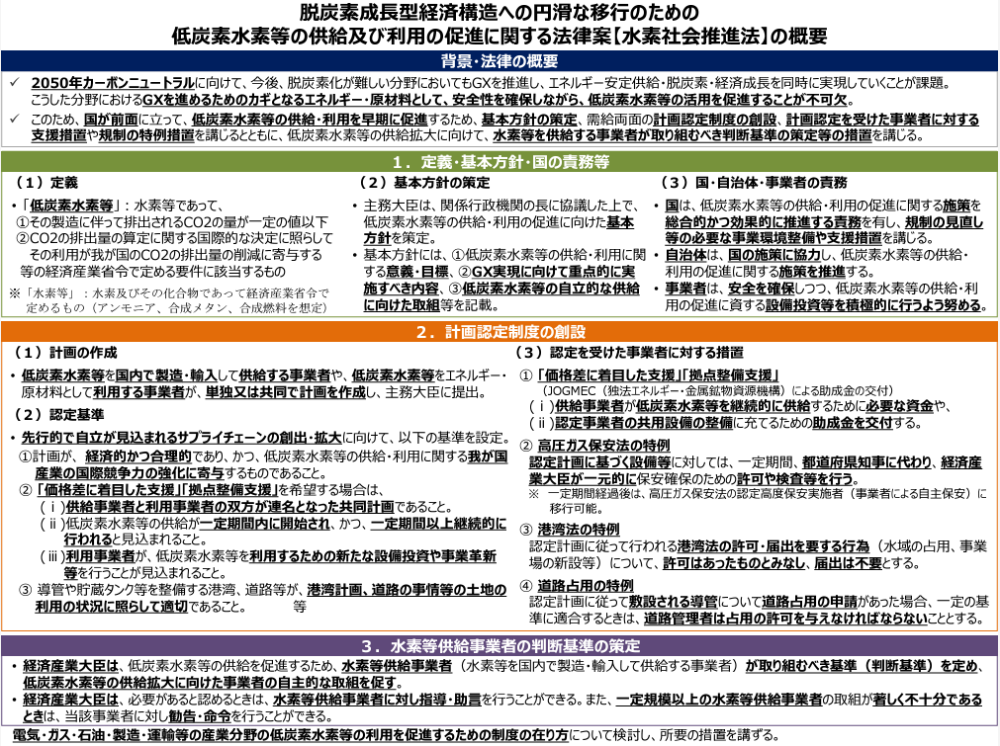 脱炭素成長型経済構造への円滑な移行のための
低炭素水素等の供給及び利用の促進に関する法律案【水素社会推進法】の概要
背景・法律の概要
✓ 2050年カーボンニュートラルに向けて、今後、脱炭素化が難しい分野においてもGXを推進し、エネルギー安定供給・脱炭素・経済成長を同時に実現していくことが課題。
こうした分野におけるGXを進めるためのカギとなるエネルギー・原材料として、安全性を確保しながら、低炭素水素等の活用を促進することが不可欠。
✓ このため、国が前面に立って、低炭素水素等の供給・利用を早期に促進するため、基本方針の策定、需給両面の計画認定制度の創設、計画認定を受けた事業者に対する
支援措置や規制の特例措置を講じるとともに、低炭素水素等の供給拡大に向けて、水素等を供給する事業者が取り組むべき判断基準の策定等の措置を講じる。
１．定義・基本方針・国の責務等
（１）定義
・「低炭素水素等」：水素等であって、
①その製造に伴って排出されるCO2の量が一定の値以下
②CO2の排出量の算定に関する国際的な決定に照らして
その利用が我が国のCO2の排出量の削減に寄与する
等の経済産業省令で定める要件に該当するもの
※「水素等」：水素及びその化合物であって経済産業省令で
定めるもの（アンモニア、合成メタン、合成燃料を想定）
（２）基本方針の策定
・主務大臣は、関係行政機関の長に協議した上で、
低炭素水素等の供給・利用の促進に向けた基本
方針を策定。
・基本方針には、①低炭素水素等の供給・利用に関
する意義・目標、②GX実現に向けて重点的に実
施すべき内容、③低炭素水素等の自立的な供給
に向けた取組等を記載。
（３）国・自治体・事業者の責務
・国は、低炭素水素等の供給・利用の促進に関する施策を
総合的かつ効果的に推進する責務を有し、規制の見直し
等の必要な事業環境整備や支援措置を講じる。
・自治体は、国の施策に協力し、低炭素水素等の供給・
利用の促進に関する施策を推進する。
・事業者は、安全を確保しつつ、低炭素水素等の供給・利
用の促進に資する設備投資等を積極的に行うよう努める。
２．計画認定制度の創設
（１）計画の作成
・低炭素水素等を国内で製造・輸入して供給する事業者や、低炭素水素等をエネルギー・
原材料として利用する事業者が、単独又は共同で計画を作成し、主務大臣に提出。
（２）認定基準
・先行的で自立が見込まれるサプライチェーンの創出・拡大に向けて、以下の基準を設定。
①計画が、経済的かつ合理的であり、かつ、低炭素水素等の供給・利用に関する我が国
産業の国際競争力の強化に寄与するものであること。
②「価格差に着目した支援」「拠点整備支援」を希望する場合は、
(ⅰ)供給事業者と利用事業者の双方が連名となった共同計画であること。
(ⅱ)低炭素水素等の供給が一定期間内に開始され、かつ、一定期間以上継続的に
行われると見込まれること。
(ⅲ)利用事業者が、低炭素水素等を利用するための新たな設備投資や事業革新
等を行うことが見込まれること。
③ 導管や貯蔵タンク等を整備する港湾、道路等が、港湾計画、道路の事情等の土地の
利用の状況に照らして適切であること。 等
（３）認定を受けた事業者に対する措置
①「価格差に着目した支援」「拠点整備支援」
（JOGMEC（独法エネルギー・金属鉱物資源機構）による助成金の交付）
(ⅰ)供給事業者が低炭素水素等を継続的に供給するために必要な資金や、
(ⅱ)認定事業者の共用設備の整備に充てるための助成金を交付する。
② 高圧ガス保安法の特例
認定計画に基づく設備等に対しては、一定期間、都道府県知事に代わり、経済産
業大臣が一元的に保安確保のための許可や検査等を行う。
※ 一定期間経過後は、高圧ガス保安法の認定高度保安実施者（事業者による自主保安）に
移行可能。
③ 港湾法の特例
認定計画に従って行われる港湾法の許可・届出を要する行為（水域の占用、事業
場の新設等）について、許可はあったものとみなし、届出は不要とする。
④ 道路占用の特例
認定計画に従って敷設される導管について道路占用の申請があった場合、一定の基
準に適合するときは、道路管理者は占用の許可を与えなければならないこととする。
３．水素等供給事業者の判断基準の策定
・経済産業大臣は、低炭素水素等の供給を促進するため、水素等供給事業者（水素等を国内で製造・輸入して供給する事業者）が取り組むべき基準（判断基準）を定め、
低炭素水素等の供給拡大に向けた事業者の自主的な取組を促す。
・経済産業大臣は、必要があると認めるときは、水素等供給事業者に対し指導・助言を行うことができる。また、一定規模以上の水素等供給事業者の取組が著しく不十分である
ときは、当該事業者に対し勧告・命令を行うことができる。
電気・ガス・石油・製造・運輸等の産業分野の低炭素水素等の利用を促進するための制度の在り方について検討し、所要の措置を講ずる。